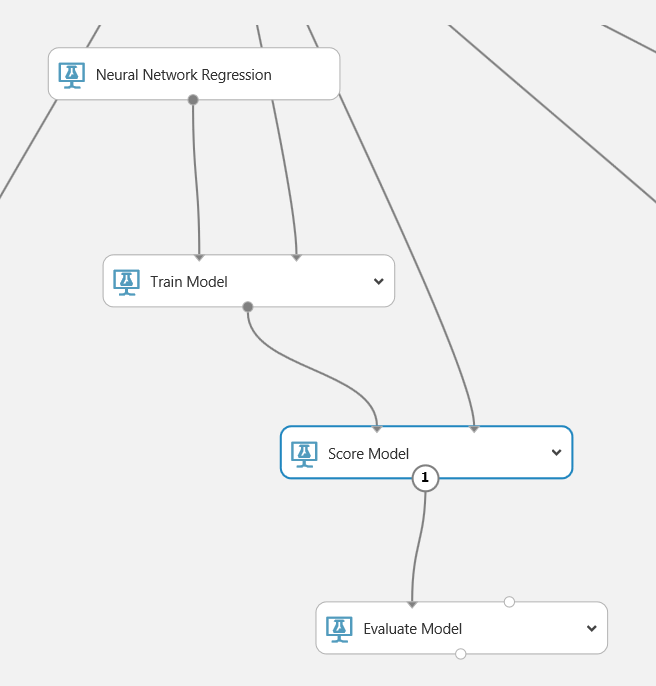 Neural Network Regression
Train Model
Score Model
1
Evaluate Model